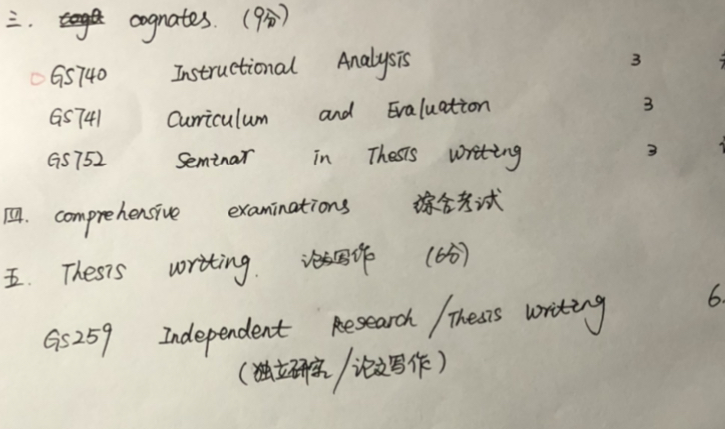 三. cognates. (9分)
GS740 Instructional Analysis 3
GS741 Curriculum and Evaluation 3
GS752 Seminar in Thesis Writing 3
四. comprehensive examinations 综合考试
五. Thesis writing. 论文写作 (6分)
GS259 Independent Research / Thesis Writing 6.
(独立研究/论文写作)